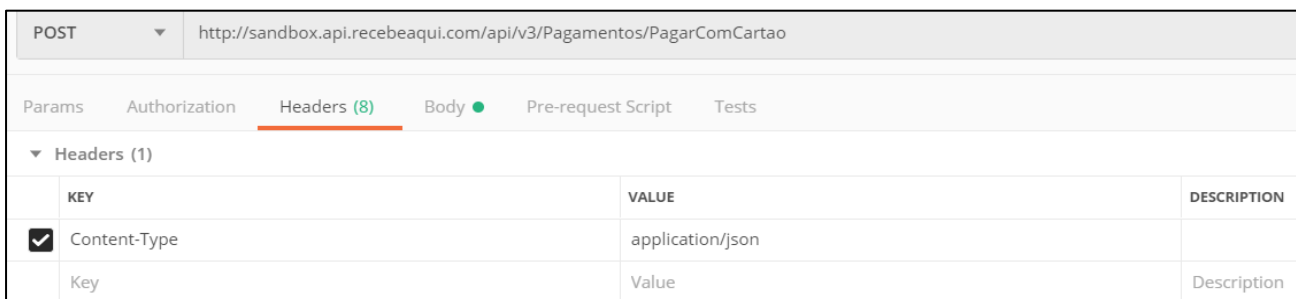 POST http://sandbox.api.recebeaqui.com/api/v3/Pagamentos/PagarComCartao
Params Authorization Headers (8) Body Pre-request Script Tests
Headers (1)
KEY VALUE DESCRIPTION
Content-Type application/json
Key Value Description